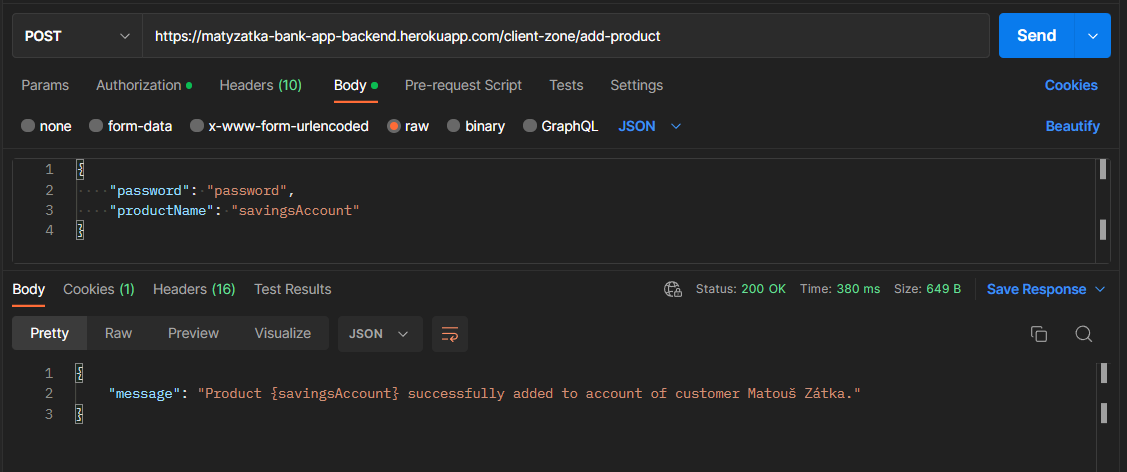 POST https://matyzatka-bank-app-backend.herokuapp.com/client-zone/add-product Send
Params Authorization Headers (10) Body Pre-request Script Tests Settings Cookies
none form-data x-www-form-urlencoded raw binary GraphQL JSON Beautify
1 {
2 "password": "password",
3 "productName": "savingsAccount"
4 }
Body Cookies (1) Headers (16) Test Results Status: 200 OK Time: 380 ms Size: 649 B Save Response
Pretty Raw Preview Visualize JSON
1 {
2 "message": "Product {savingsAccount} successfully added to account of customer Matouš Zátka."
3 }